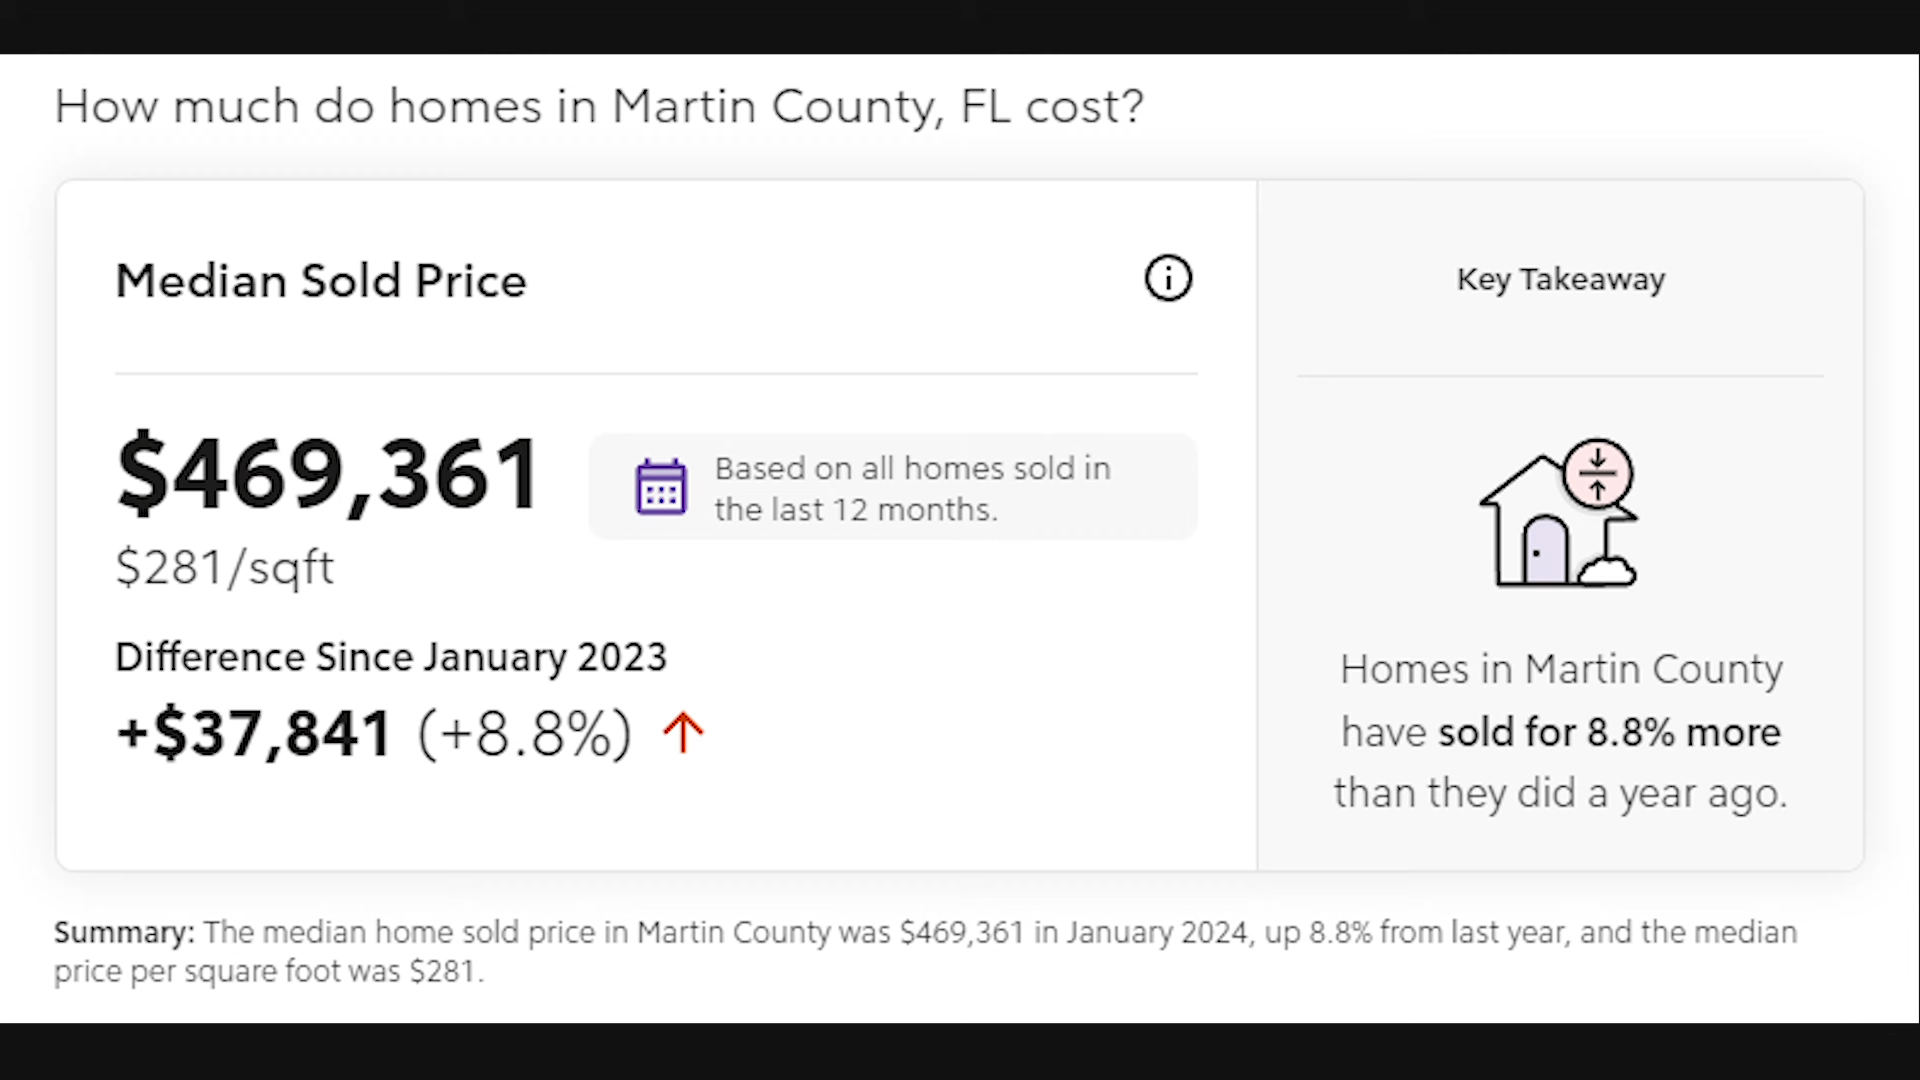 How much do homes in Martin County, FL cost?
Median Sold Price
$469,361
Based on all homes sold in
the last 12 months.
$281/sqft
Difference Since January 2023
+$37,841 (+8.8%)
Key Takeaway
Homes in Martin County
have sold for 8.8% more
than they did a year ago.
Summary: The median home sold price in Martin County was $469,361 in January 2024, up 8.8% from last year, and the median
price per square foot was $281.